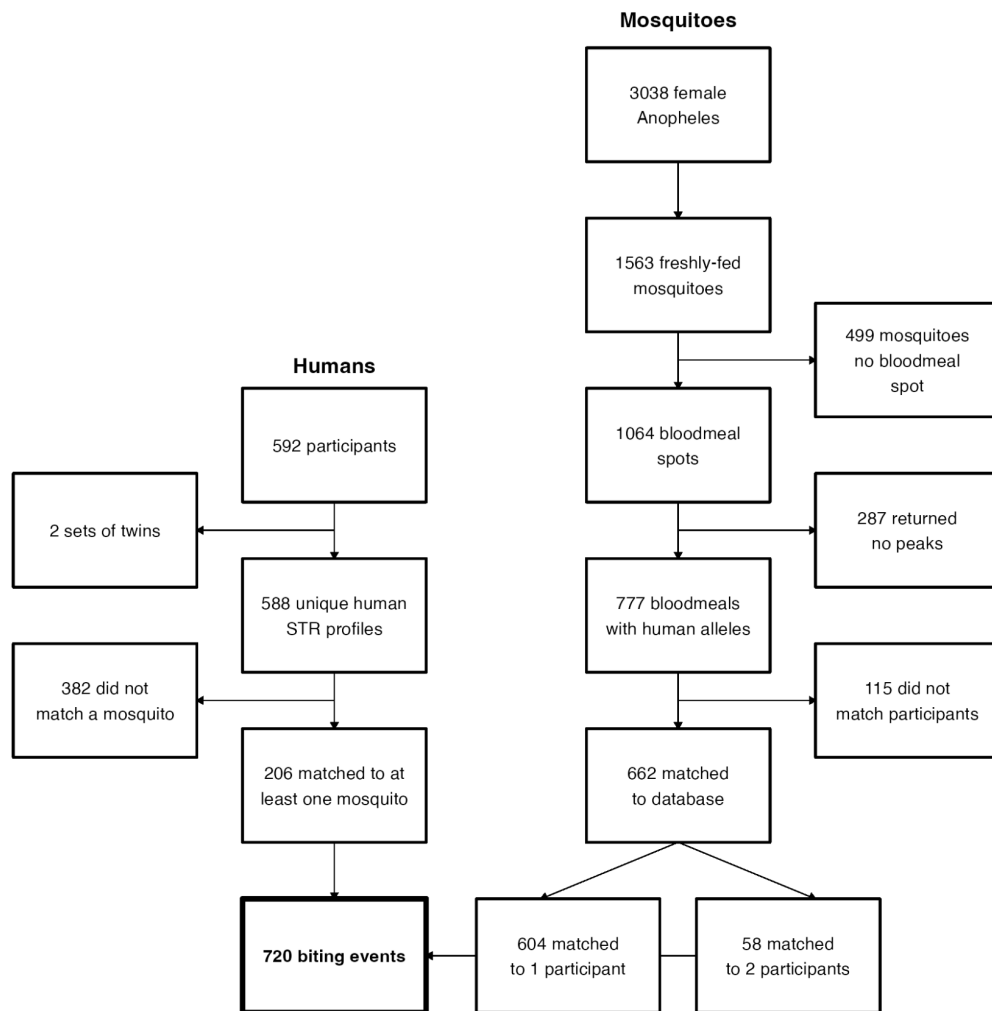 Mosquitoes
3038 female
Anopheles
1563 freshly-fed
mosquitoes
499 mosquitoes
no bloodmeal
spot
Humans
592 participants
1064 bloodmeal
spots
2 sets of twins
287 returned
no peaks
588 unique human
STR profiles
777 bloodmeals
with human alleles
382 did not
match a mosquito
115 did not
match participants
206 matched to at
least one mosquito
662 matched
to database
720 biting events
604 matched
to 1 participant
58 matched
to 2 participants